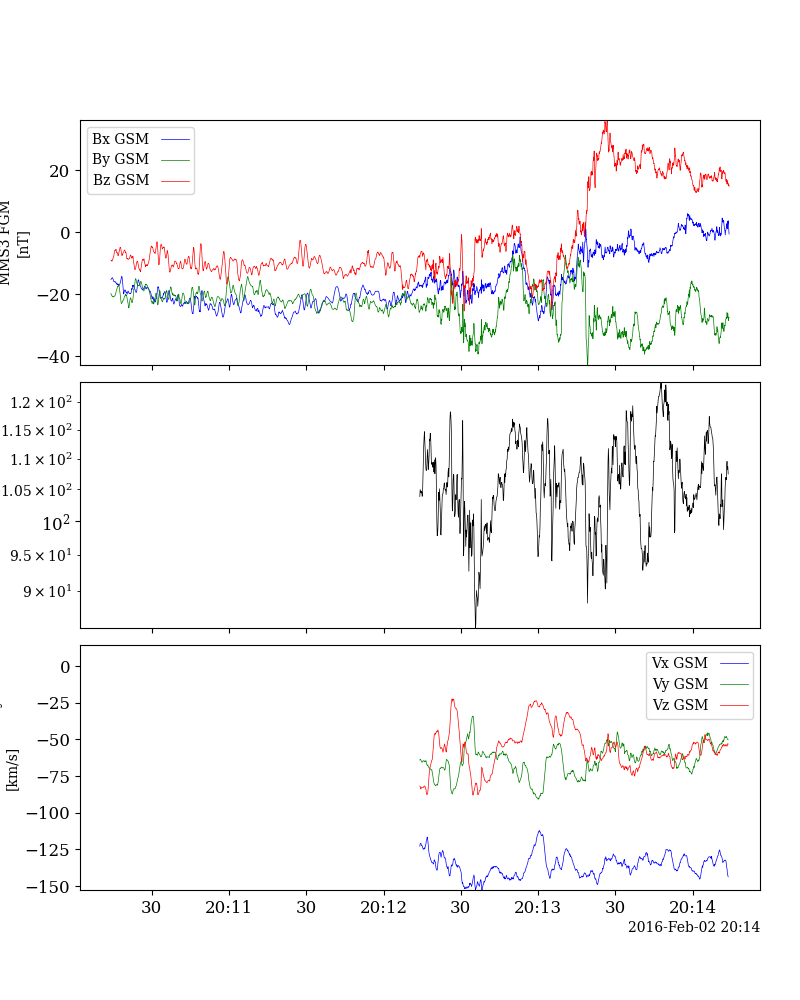 Bx GSM
By GSM
Bz GSM
MMS3 FGM
[nT]
20
0
−20
−40
1.2 × 10²
1.15 × 10²
1.1 × 10²
1.05 × 10²
10²
9.5 × 10¹
9 × 10¹
Vx GSM
Vy GSM
Vz GSM
[km/s]
0
−25
−50
−75
−100
−125
−150
30 20:11 30 20:12 30 20:13 30 20:14
2016-Feb-02 20:14